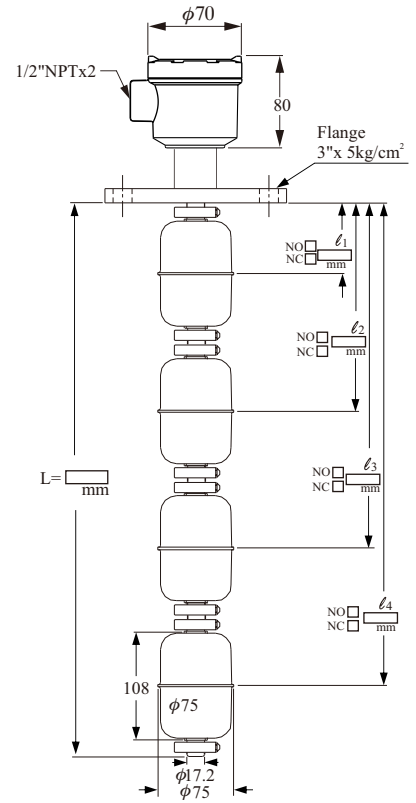 ϕ70
1/2"NPTx2
80
Flange
3"x 5kg/cm²
NO ℓ1
NC mm
ℓ2
NO
NC mm
ℓ3
NO
NC mm
L=
mm
ℓ4
NO
NC mm
108
ϕ75
ϕ17.2
ϕ75